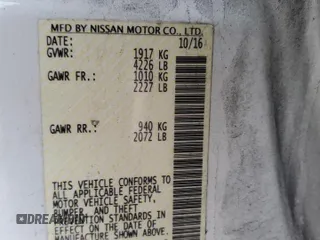 MFD BY NISSAN MOTOR CO., LTD.
DATE: 10/16
GVWR: 1917 KG
4226 LB
GAWR FR: 1010 KG
2227 LB
GAWR RR: 940 KG
2072 LB
THIS VEHICLE CONFORMS TO
ALL APPLICABLE FEDERAL
MOTOR VEHICLE SAFETY,
BUMPER, AND THEFT
PREVENTION STANDARDS IN
EFFECT ON THE DATE OF
MANUFACTURE SHOWN ABOVE